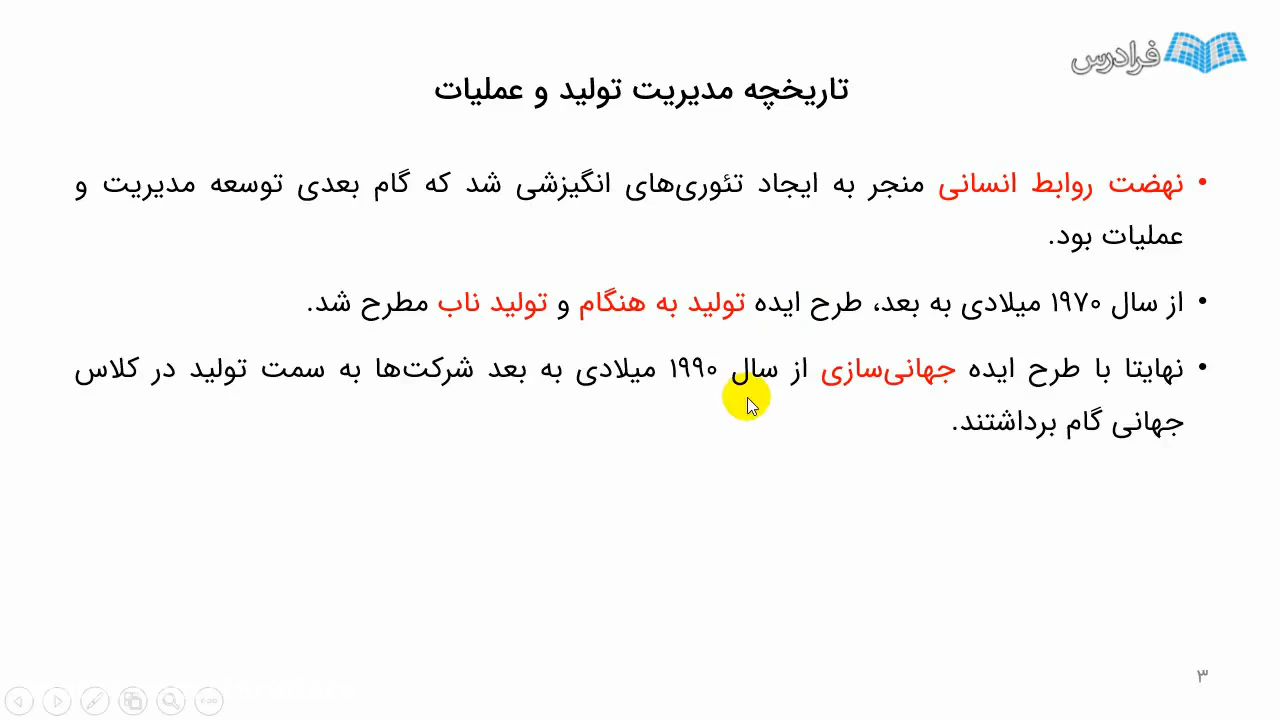 فرادرس
تاریخچه مدیریت تولید و عملیات
• نهضت روابط انسانی منجر به ایجاد تئوری‌های انگیزشی شد که گام بعدی توسعه مدیریت و
عملیات بود.
• از سال ۱۹۷۰ میلادی به بعد، طرح ایده تولید به هنگام و تولید ناب مطرح شد.
• نهایتا با طرح ایده جهانی‌سازی از سال ۱۹۹۰ میلادی به بعد شرکت‌ها به سمت تولید در کلاس
جهانی گام برداشتند.
۳